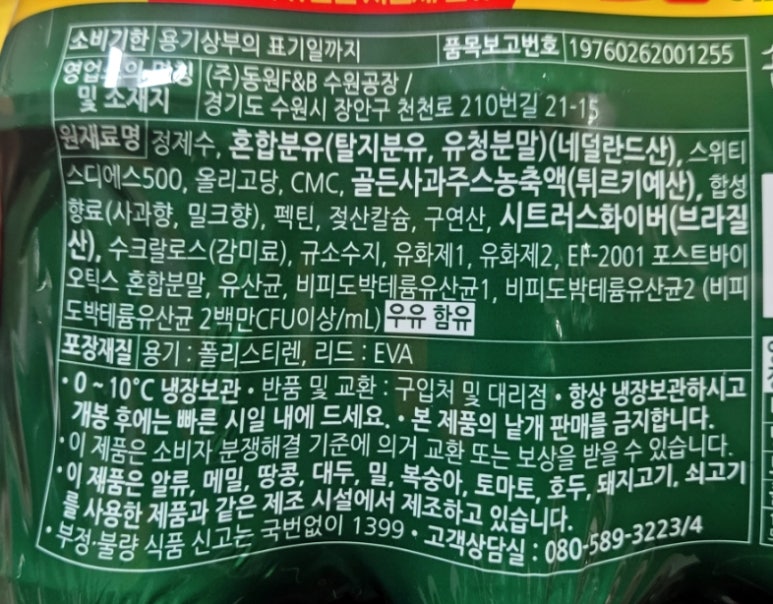 소비기한 용기상부의 표기일까지 품목보고번호 19760262001255
영업소의 명칭 및 소재지 (주)동원F&B 수원공장 /
경기도 수원시 장안구 천천로 210번길 21-15
원재료명 정제수, 혼합분유(탈지분유, 유청분말)(네덜란드산), 스위티
스디에스500, 올리고당, CMC, 골든사과주스농축액(튀르키예산), 합성
향료(사과향, 밀크향), 펙틴, 젖산칼슘, 구연산, 시트러스화이버(브라질
산), 수크랄로스(감미료), 규소수지, 유화제1, 유화제2, EF-2001 포스트바이
오틱스 혼합분말, 유산균, 비피도박테륨유산균1, 비피도박테륨유산균2 (비피
도박테륨유산균 2백만CFU이상/mL) 우유 함유
포장재질 용기 : 폴리스티렌, 리드 : EVA
• 0 ~ 10℃ 냉장보관 • 반품 및 교환 : 구입처 및 대리점 • 항상 냉장보관하시고
개봉 후에는 빠른 시일 내에 드세요. • 본 제품의 낱개 판매를 금지합니다.
• 이 제품은 소비자 분쟁해결 기준에 의거 교환 또는 보상을 받을 수 있습니다.
• 이 제품은 알류, 메밀, 땅콩, 대두, 밀, 복숭아, 토마토, 호두, 돼지고기, 쇠고기
를 사용한 제품과 같은 제조 시설에서 제조하고 있습니다.
• 부정·불량 식품 신고는 국번없이 1399 • 고객상담실 : 080-589-3223/4